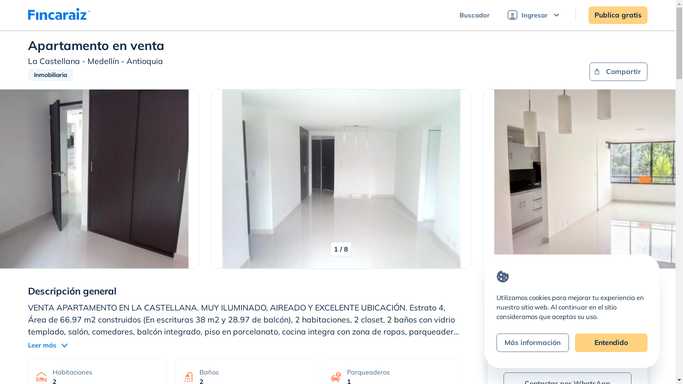 Fincaraiz
Buscador
Ingresar
Publica gratis
Apartamento en venta
La Castellana - Medellín - Antioquia
Inmobiliaria
Compartir
1 / 8
Descripción general
VENTA APARTAMENTO EN LA CASTELLANA. MUY ILUMINADO, AIREADO Y EXCELENTE UBICACIÓN. Estrato 4,
Área de 66.97 m2 construidos (En escrituras 38 m2 y 28.97 de balcón), 2 habitaciones, 2 closet, 2 baños con vidrio
templado, salón, comedores, balcón integrado, piso en porcelanato, cocina integra con zona de ropas, parqueader...
Leer más
Habitaciones
2
Baños
2
Parqueaderos
1
Utilizamos cookies para mejorar tu experiencia en
nuestro sitio web. Al continuar en el sitio
consideramos que aceptas su uso.
Más información
Entendido
Contactar por WhatsApp